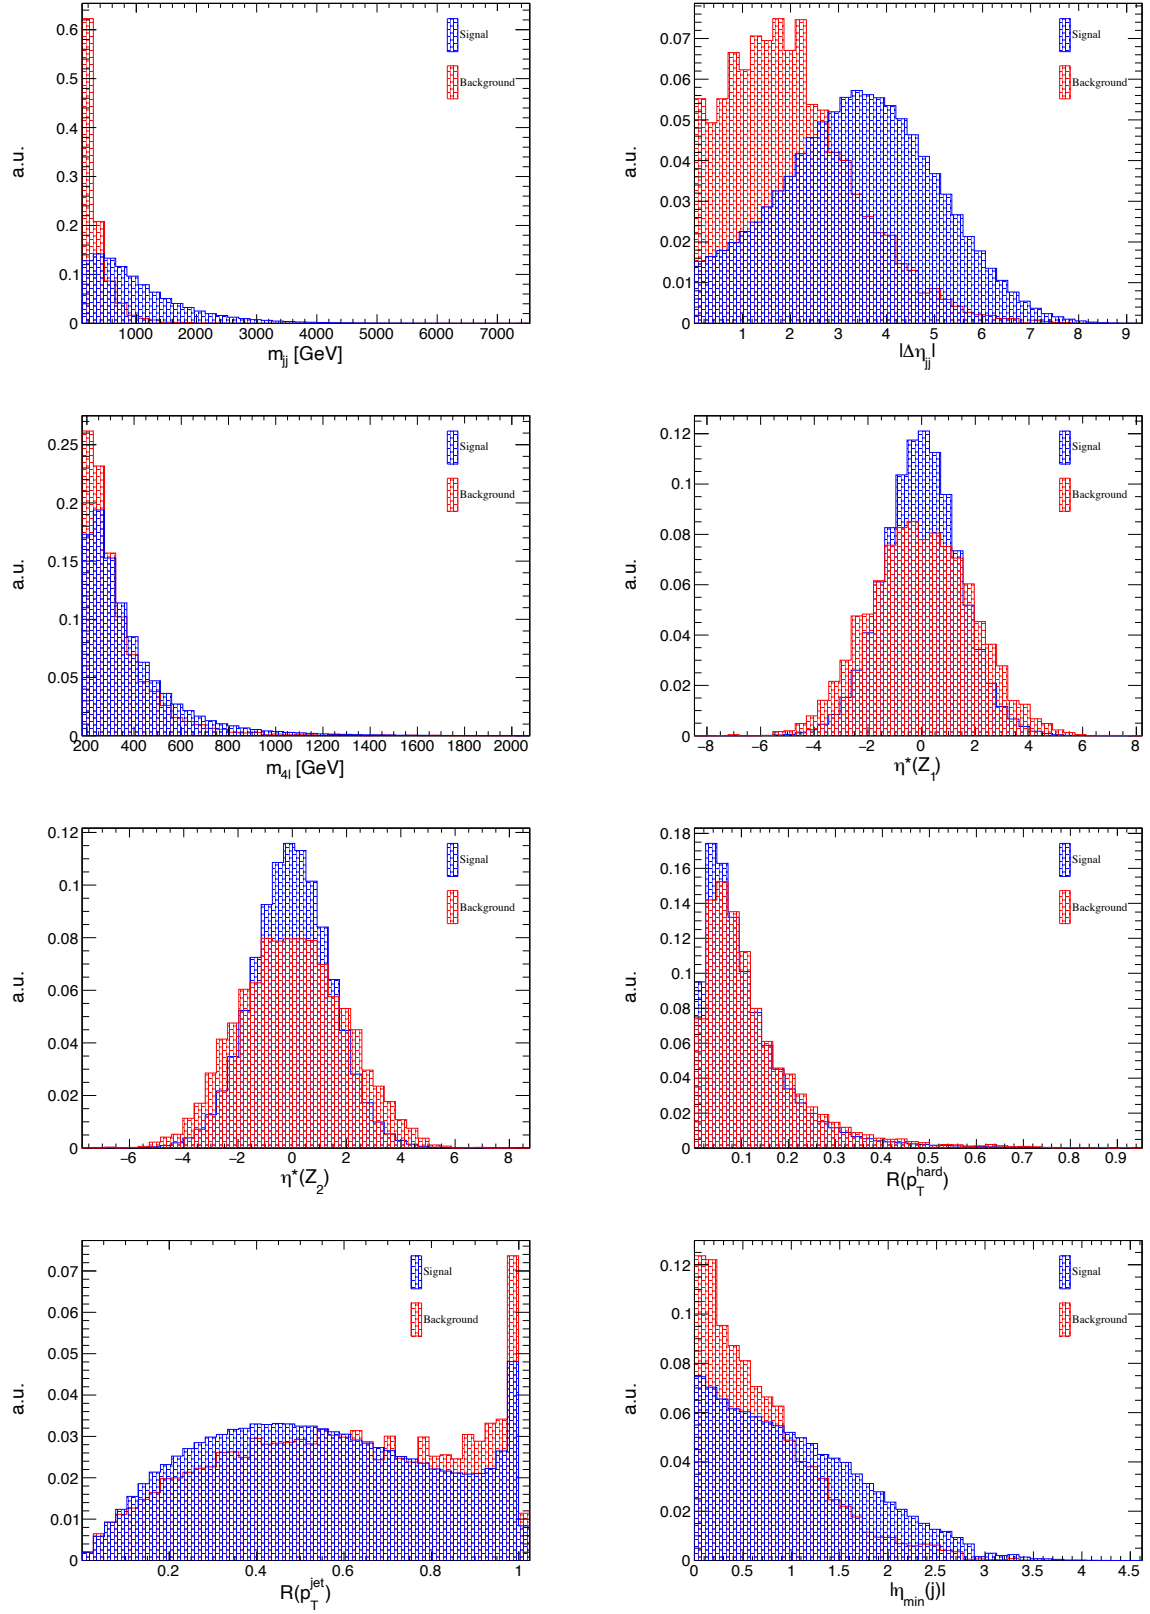 0.6
0.5
0.4
0.3
0.2
0.1
0
a.u.
Signal
Background
1000 2000 3000 4000 5000 6000 7000
m_jj [GeV]
0.07
0.06
0.05
0.04
0.03
0.02
0.01
0
a.u.
Signal
Background
1 2 3 4 5 6 7 8 9
|Δη_jj|
0.25
0.2
0.15
0.1
0.05
0
a.u.
Signal
Background
200 400 600 800 1000 1200 1400 1600 1800 2000
m_4l [GeV]
0.12
0.1
0.08
0.06
0.04
0.02
0
a.u.
Signal
Background
−8 −6 −4 −2 0 2 4 6 8
η*(Z_1)
0.12
0.1
0.08
0.06
0.04
0.02
0
a.u.
Signal
Background
−6 −4 −2 0 2 4 6 8
η*(Z_2)
0.18
0.16
0.14
0.12
0.1
0.08
0.06
0.04
0.02
0
a.u.
Signal
Background
0.1 0.2 0.3 0.4 0.5 0.6 0.7 0.8 0.9
R(p_T^hard)
0.07
0.06
0.05
0.04
0.03
0.02
0.01
0
a.u.
Signal
Background
0.2 0.4 0.6 0.8 1
R(p_T^jet)
0.12
0.1
0.08
0.06
0.04
0.02
0
a.u.
Signal
Background
0 0.5 1 1.5 2 2.5 3 3.5 4 4.5
|η_min(j)|